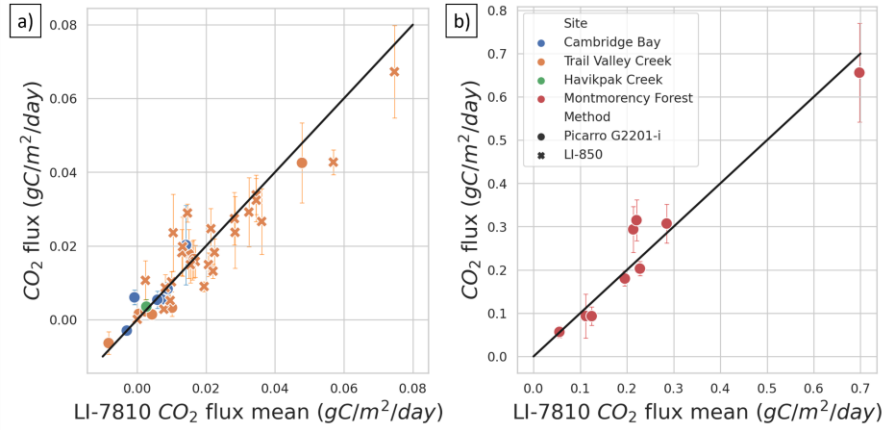 a)
0.08
0.06
0.04
0.02
0.00
CO₂ flux (gC/m²/day)
0.00 0.02 0.04 0.06 0.08
LI-7810 CO₂ flux mean (gC/m²/day)
b)
0.7
0.6
0.5
0.4
0.3
0.2
0.1
0.0
CO₂ flux (gC/m²/day)
Site
Cambridge Bay
Trail Valley Creek
Havikpak Creek
Montmorency Forest
Method
Picarro G2201-i
LI-850
0.0 0.1 0.2 0.3 0.4 0.5 0.6 0.7
LI-7810 CO₂ flux mean (gC/m²/day)